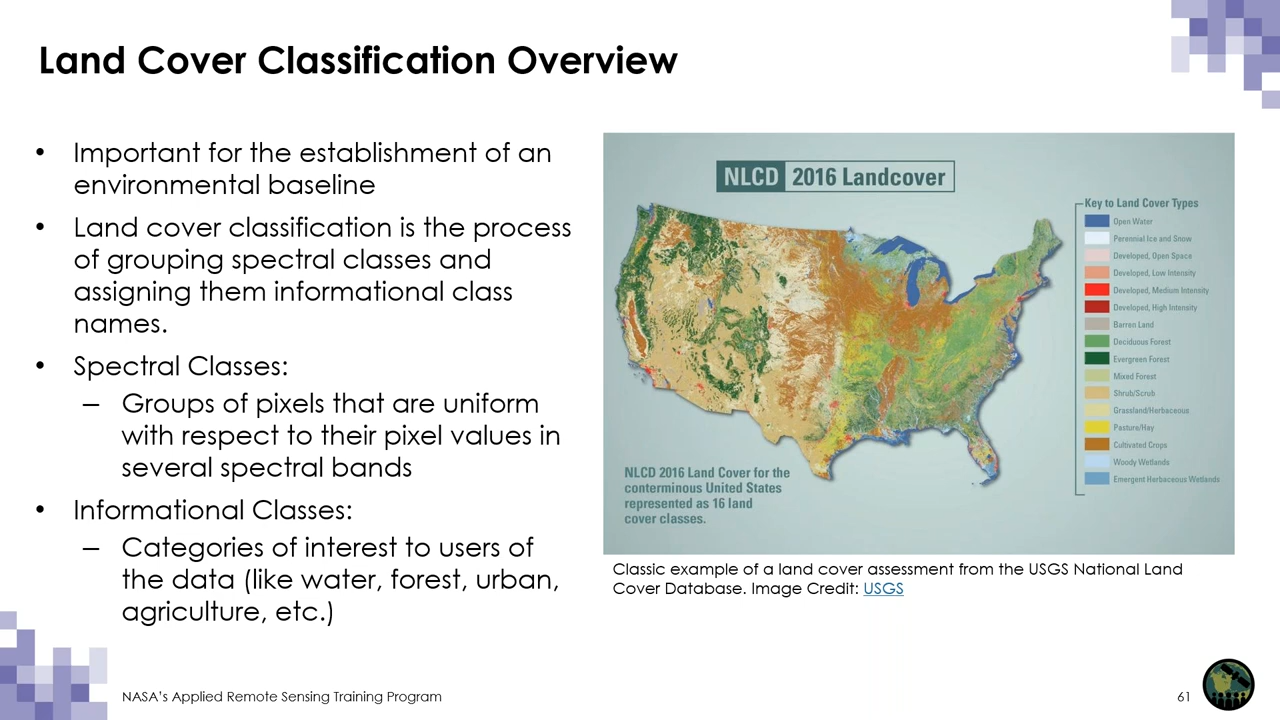 Land Cover Classification Overview
• Important for the establishment of an
environmental baseline
• Land cover classification is the process
of grouping spectral classes and
assigning them informational class
names.
• Spectral Classes:
– Groups of pixels that are uniform
with respect to their pixel values in
several spectral bands
• Informational Classes:
– Categories of interest to users of
the data (like water, forest, urban,
agriculture, etc.)
NLCD 2016 Landcover
Key to Land Cover Types
Open Water
Perennial Ice and Snow
Developed, Open Space
Developed, Low Intensity
Developed, Medium Intensity
Developed, High Intensity
Barren Land
Deciduous Forest
Evergreen Forest
Mixed Forest
Shrub/Scrub
Grassland/Herbaceous
Pasture/Hay
Cultivated Crops
Woody Wetlands
Emergent Herbaceous Wetlands
NLCD 2016 Land Cover for the
conterminous United States
represented as 16 land
cover classes.
Classic example of a land cover assessment from the USGS National Land
Cover Database. Image Credit: USGS
NASA's Applied Remote Sensing Training Program
61